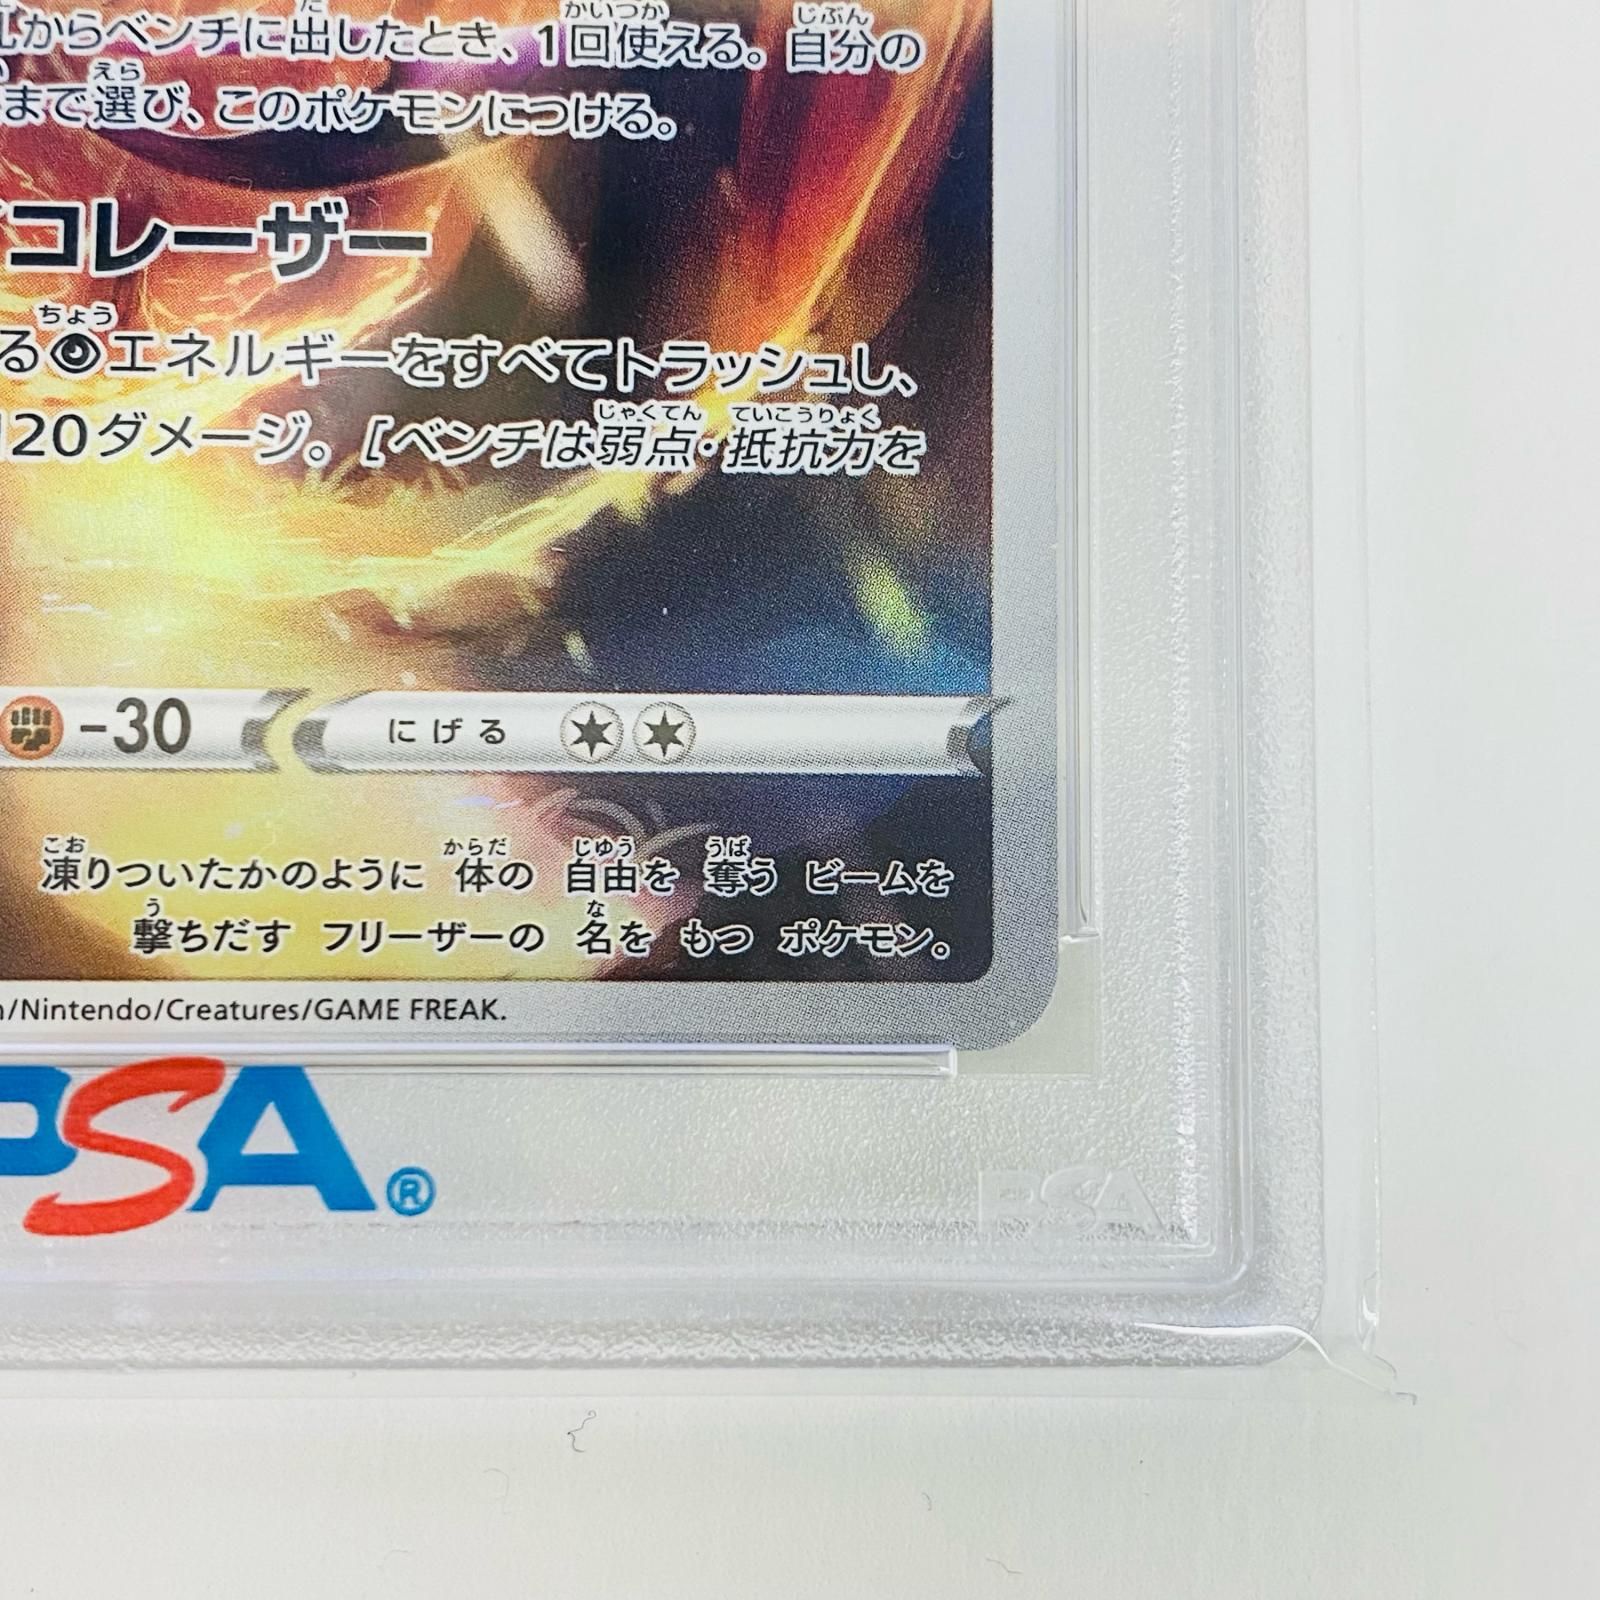 からベンチに出したとき、1回使える。自分の
まで選び、このポケモンにつける。
コレーザー
るエネルギーをすべてトラッシュし、
120ダメージ。[ベンチは弱点・抵抗力を
-30 にげる
凍りついたかのように 体の 自由を 奪う ビームを
撃ちだす フリーザーの 名を もつ ポケモン。
/Nintendo/Creatures/GAME FREAK.
PSA®
PSA